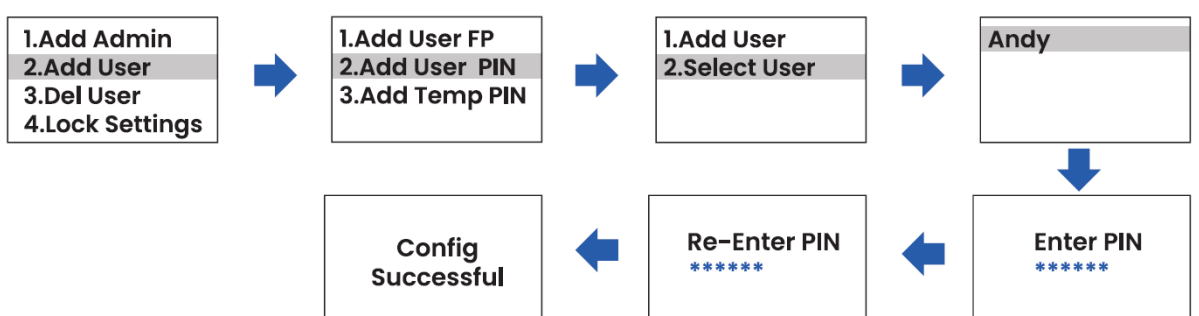 1.Add Admin
2.Add User
3.Del User
4.Lock Settings
1.Add User FP
2.Add User PIN
3.Add Temp PIN
1.Add User
2.Select User
Andy
Enter PIN
******
Re-Enter PIN
******
Config
Successful